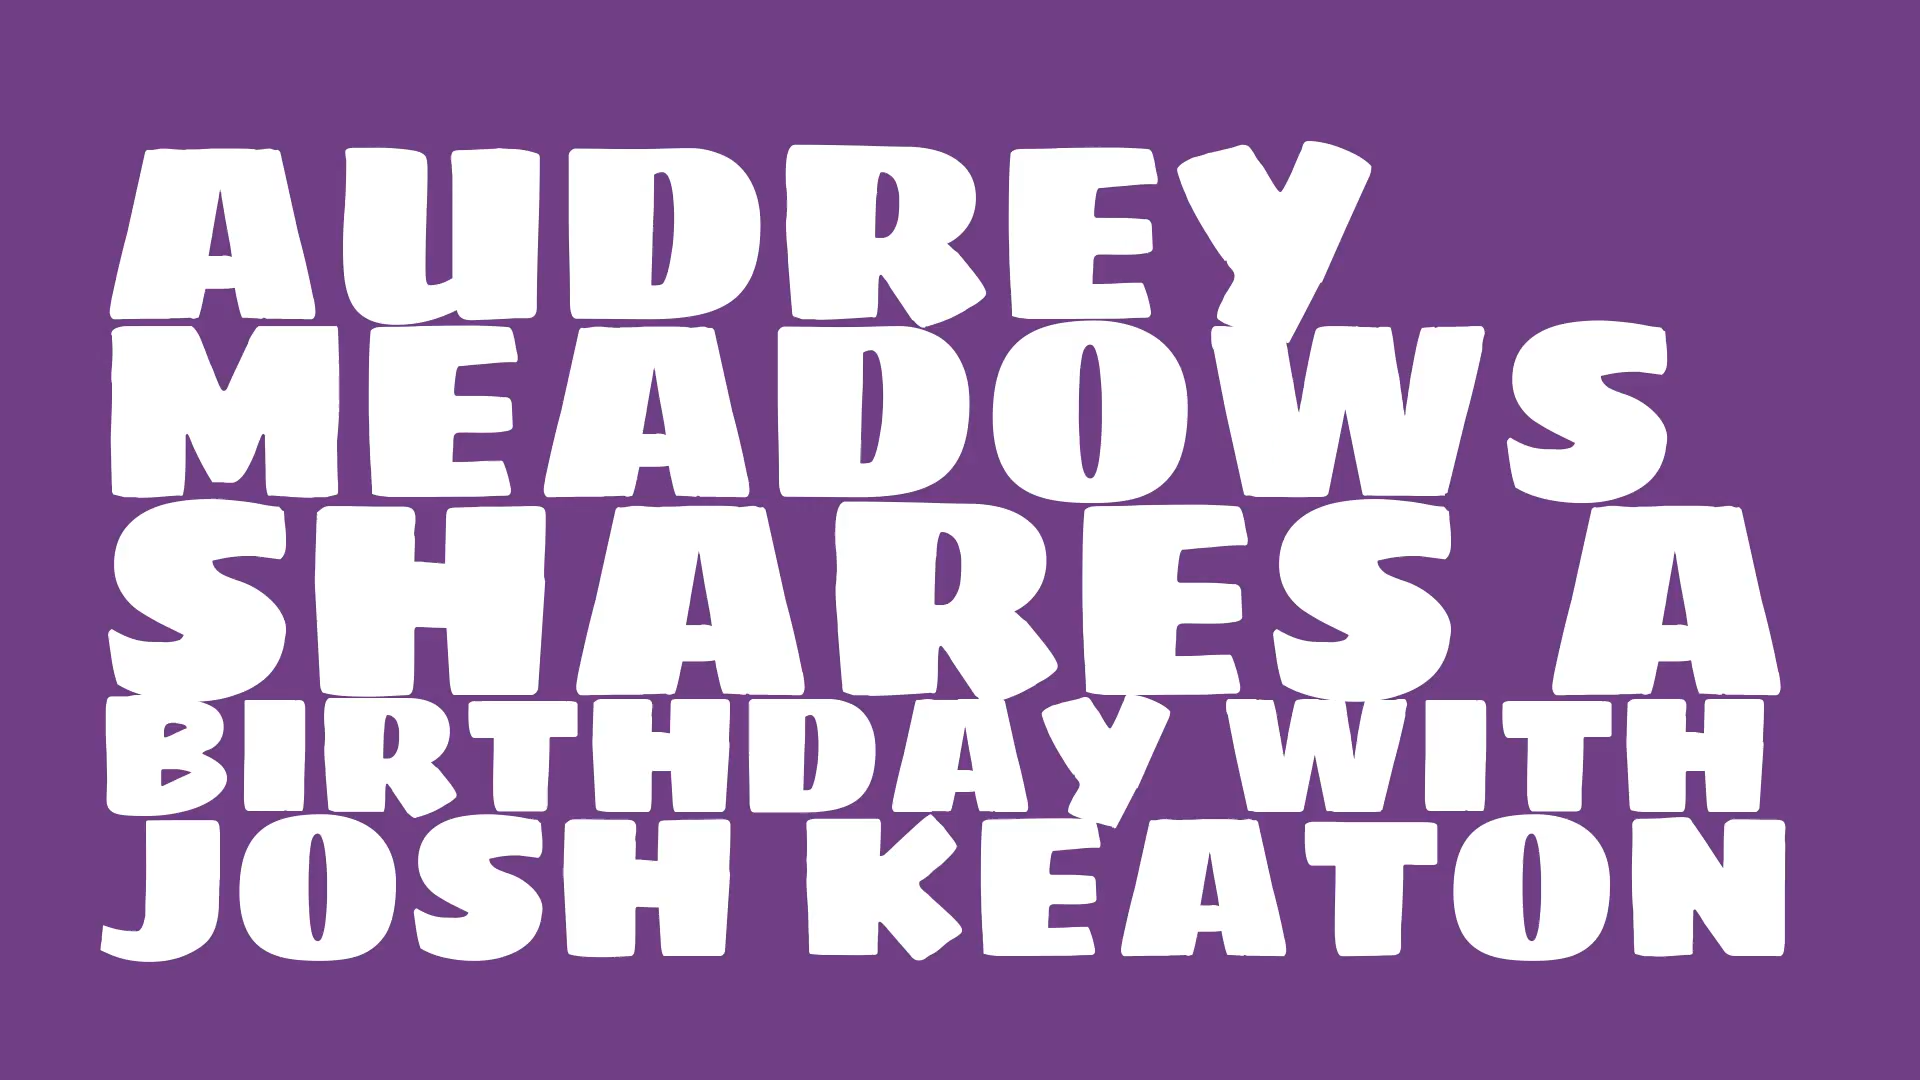 AUDREY
MEADOWS
SHARES A
BIRTHDAY WITH
JOSH KEATON